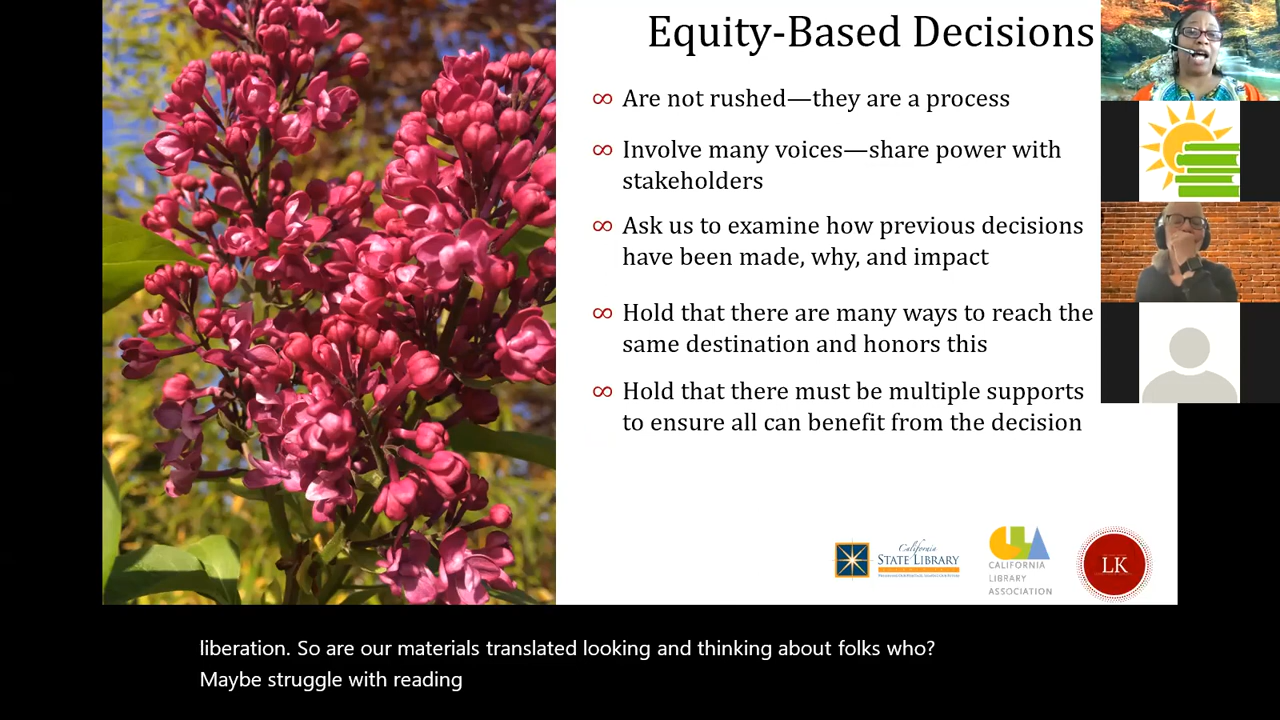 Equity-Based Decisions
∞ Are not rushed—they are a process
∞ Involve many voices—share power with
stakeholders
∞ Ask us to examine how previous decisions
have been made, why, and impact
∞ Hold that there are many ways to reach the
same destination and honors this
∞ Hold that there must be multiple supports
to ensure all can benefit from the decision
California
STATE LIBRARY
CLA
CALIFORNIA
LIBRARY
ASSOCIATION
LK
liberation. So are our materials translated looking and thinking about folks who?
Maybe struggle with reading